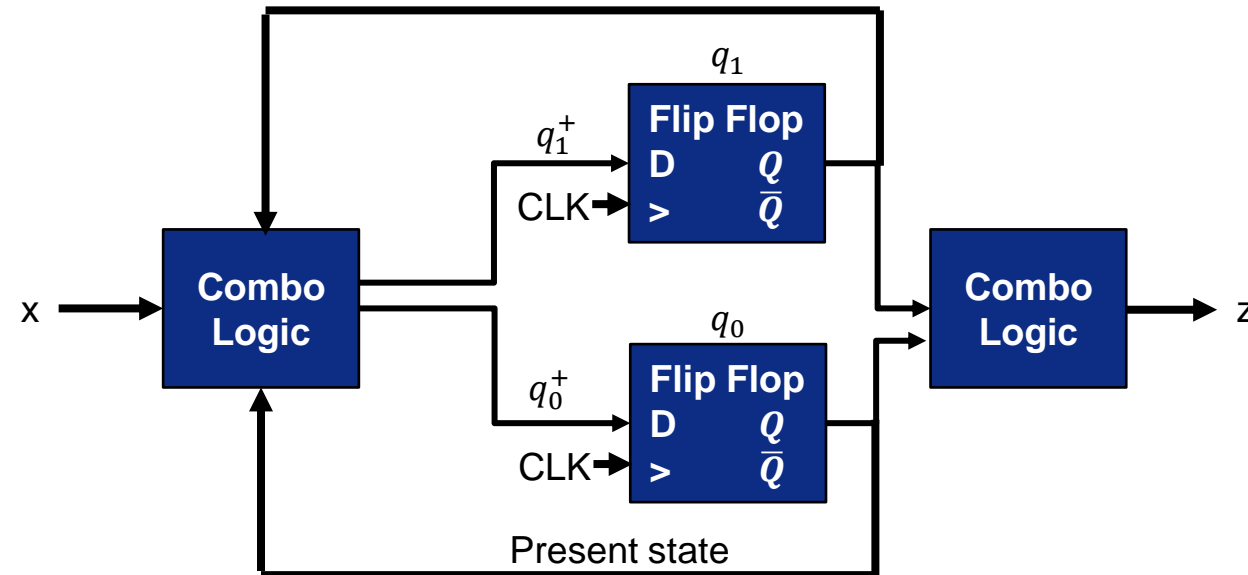 q₁
Flip Flop
D Q
> Q̅
q₁⁺
CLK
x
Combo
Logic
Combo
Logic
z
q₀
Flip Flop
D Q
> Q̅
q₀⁺
CLK
Present state